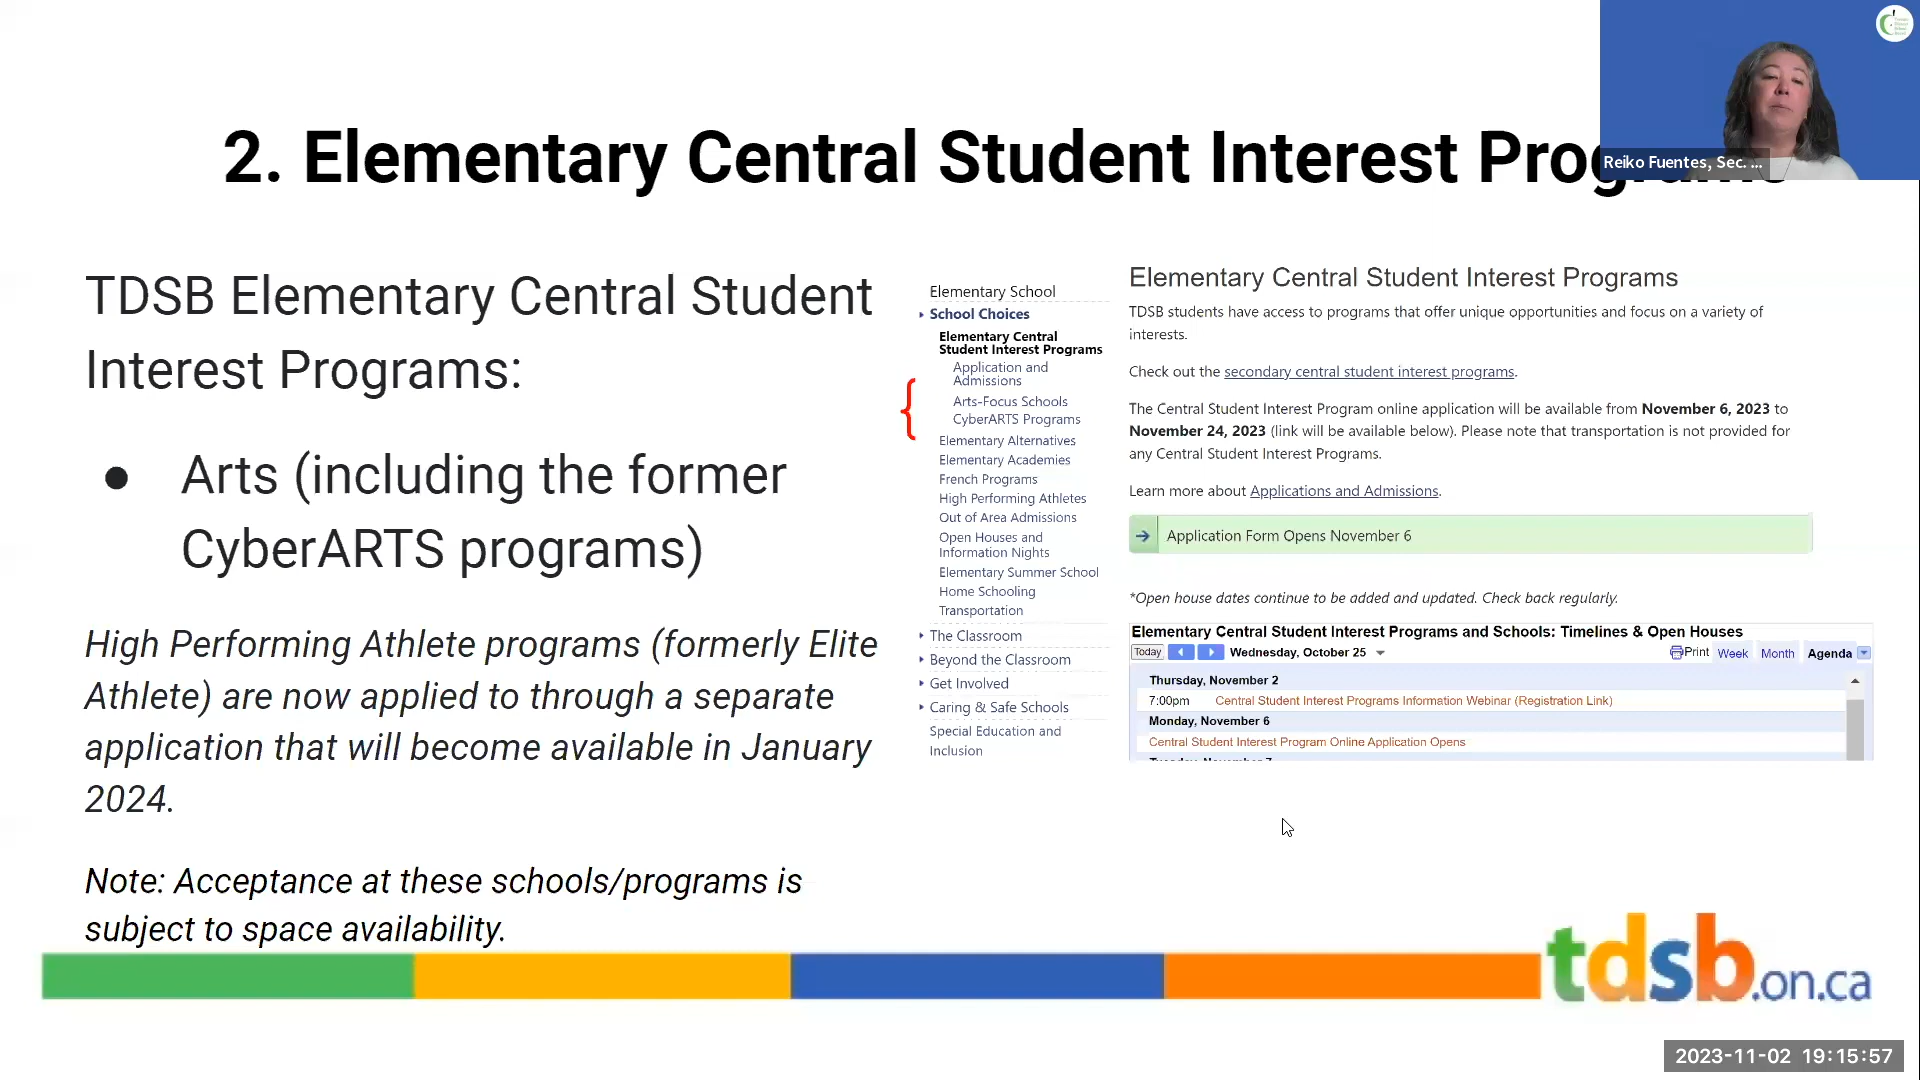 2. Elementary Central Student Interest Programs
Reiko Fuentes, Sec. ...
TDSB Elementary Central Student
Interest Programs:
● Arts (including the former
CyberARTS programs)
High Performing Athlete programs (formerly Elite
Athlete) are now applied to through a separate
application that will become available in January
2024.
Note: Acceptance at these schools/programs is
subject to space availability.
Elementary School
School Choices
Elementary Central
Student Interest Programs
Application and
Admissions
Arts-Focus Schools
CyberARTS Programs
Elementary Alternatives
Elementary Academies
French Programs
High Performing Athletes
Out of Area Admissions
Open Houses and
Information Nights
Elementary Summer School
Home Schooling
Transportation
The Classroom
Beyond the Classroom
Get Involved
Caring & Safe Schools
Special Education and
Inclusion
Elementary Central Student Interest Programs
TDSB students have access to programs that offer unique opportunities and focus on a variety of
interests.
Check out the secondary central student interest programs.
The Central Student Interest Program online application will be available from November 6, 2023 to
November 24, 2023 (link will be available below). Please note that transportation is not provided for
any Central Student Interest Programs.
Learn more about Applications and Admissions.
Application Form Opens November 6
*Open house dates continue to be added and updated. Check back regularly.
Elementary Central Student Interest Programs and Schools: Timelines & Open Houses
Today Wednesday, October 25 Print Week Month Agenda
Thursday, November 2
7:00pm Central Student Interest Programs Information Webinar (Registration Link)
Monday, November 6
Central Student Interest Program Online Application Opens
Tuesday, November 7
tdsb.on.ca
2023-11-02 19:15:57